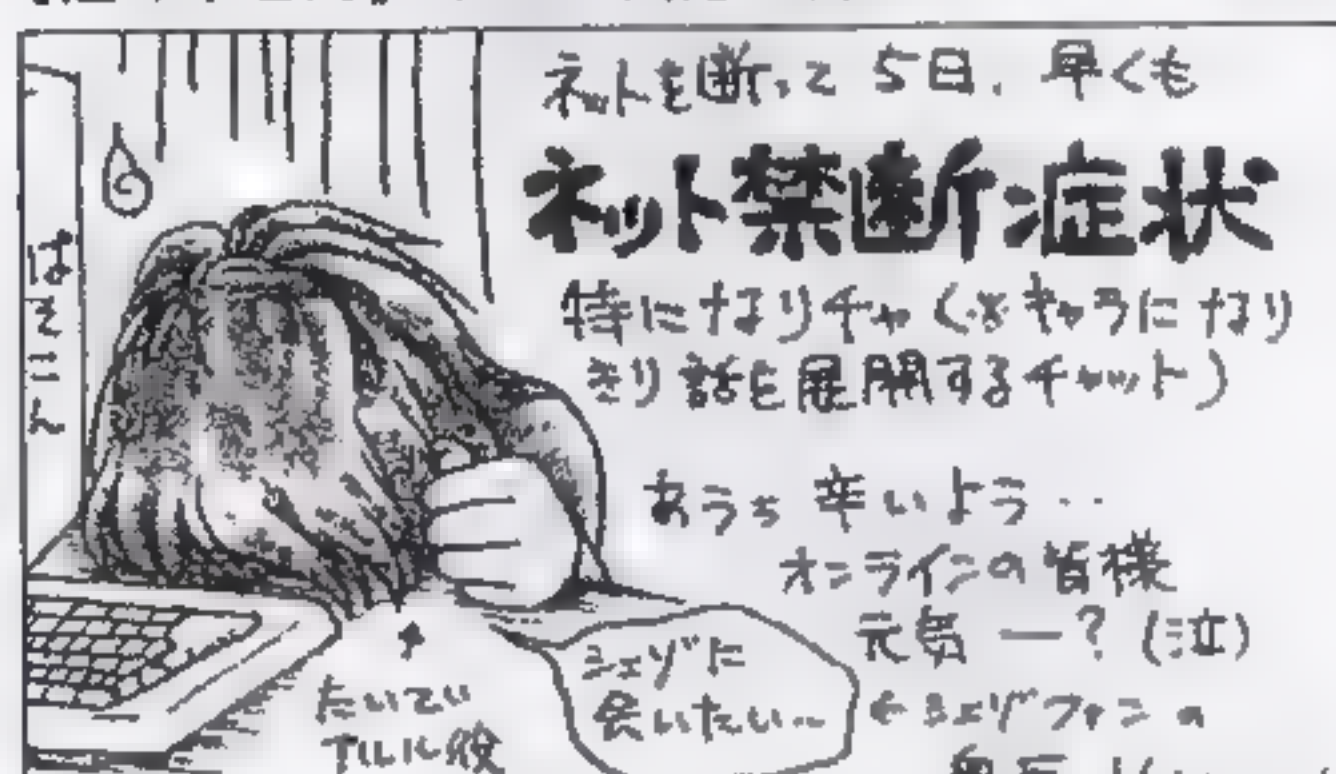 ネットを断って 5日、早くも
ネット禁断症状
特になりチャ(※キャラになり
きり話を展開するチャット)
あうち 辛いよう・・
オンラインの皆様
元気 ―? (泣)
ぱそこん
シェゾに
会いたい…
←シェゾファンの
↑
たいてい
アルル役